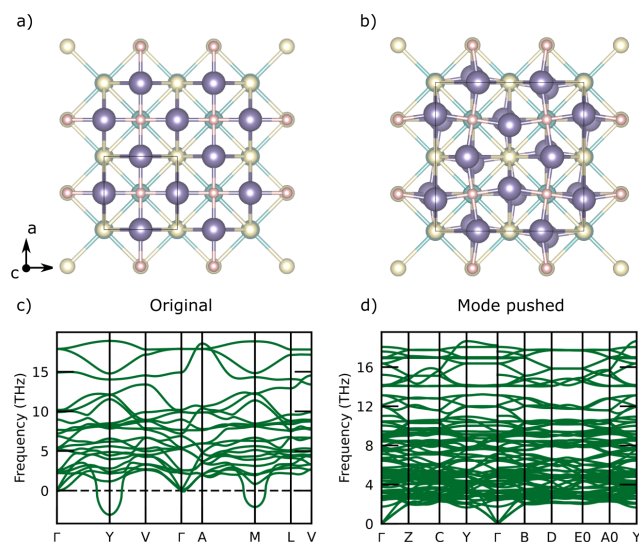 a)
b)
a
c
c)
Original
d)
Mode pushed
Frequency (THz)
15
10
5
0
Γ Y V Γ A M L V
Frequency (THz)
16
12
8
4
0
Γ Z C Y Γ B D E0 A0 Y